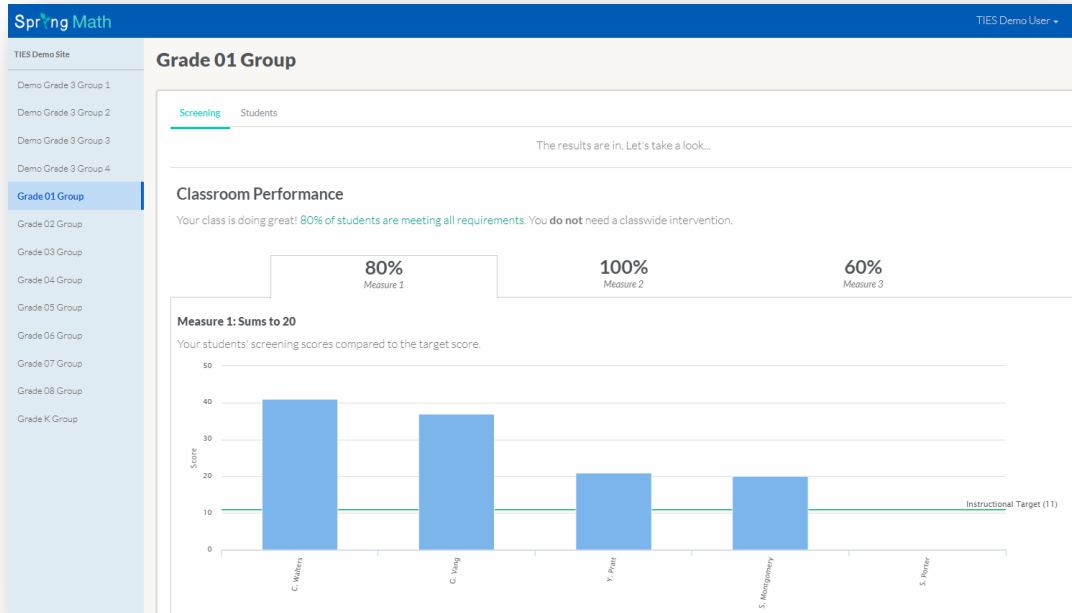 Spring Math
TIES Demo User
TIES Demo Site
Demo Grade 3 Group 1
Demo Grade 3 Group 2
Demo Grade 3 Group 3
Demo Grade 3 Group 4
Grade 01 Group
Grade 02 Group
Grade 03 Group
Grade 04 Group
Grade 05 Group
Grade 06 Group
Grade 07 Group
Grade 08 Group
Grade K Group
Grade 01 Group
Screening Students
The results are in. Let's take a look...
Classroom Performance
Your class is doing great! 80% of students are meeting all requirements. You do not need a classwide intervention.
80% 100% 60%
Measure 1 Measure 2 Measure 3
Measure 1: Sums to 20
Your students' screening scores compared to the target score.
50
40
30
20
10
0
Score
Instructional Target (11)
C. Walters
G. Vang
Y. Pratt
S. Montgomery
S. Porter